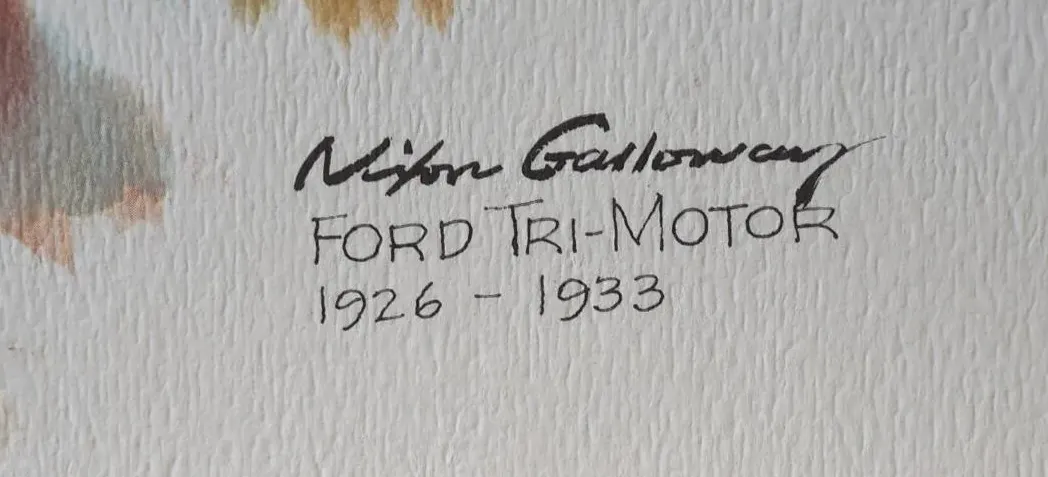 Nixon Galloway
FORD TRI-MOTOR
1926 - 1933